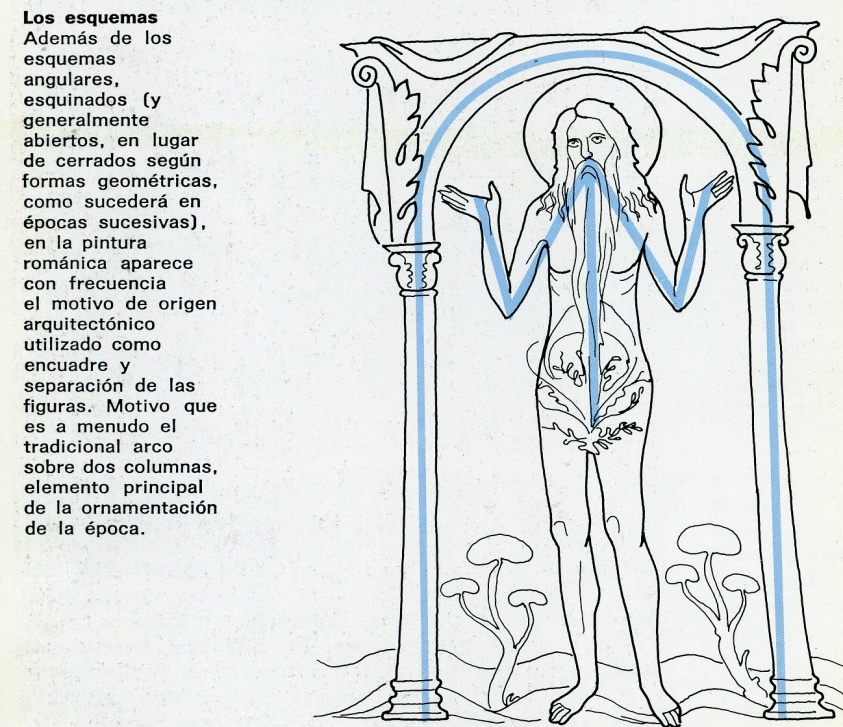 Los esquemas
Además de los
esquemas
angulares,
esquinados (y
generalmente
abiertos, en lugar
de cerrados según
formas geométricas,
como sucederá en
épocas sucesivas),
en la pintura
románica aparece
con frecuencia
el motivo de origen
arquitectónico
utilizado como
encuadre y
separación de las
figuras. Motivo que
es a menudo el
tradicional arco
sobre dos columnas,
elemento principal
de la ornamentación
de la época.